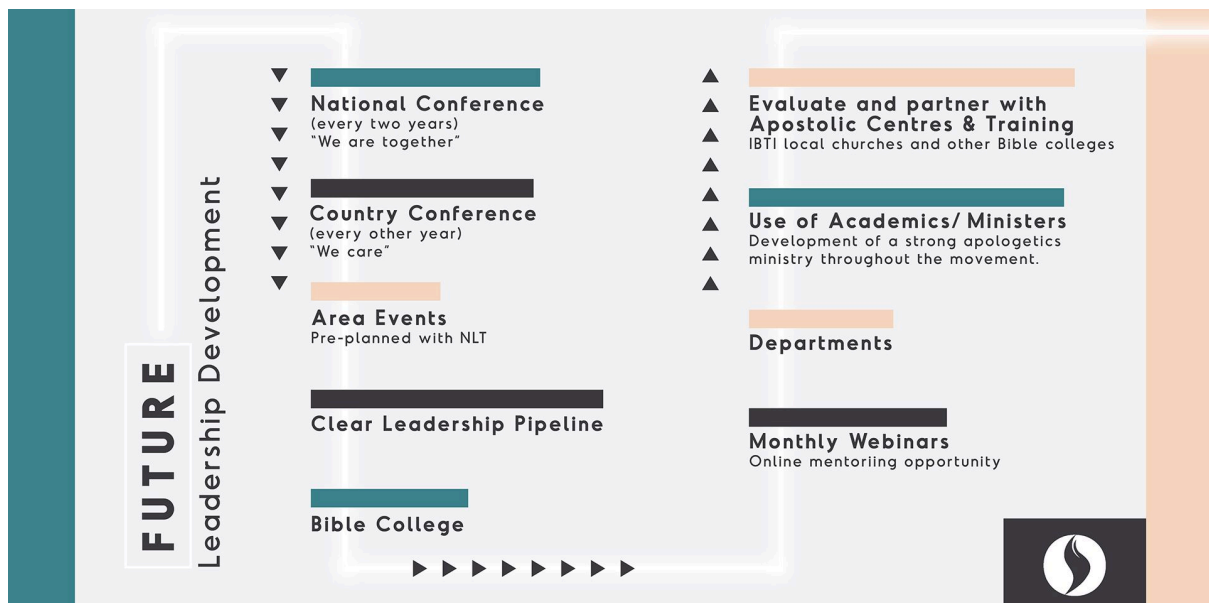 FUTURE
Leadership Development
National Conference
(every two years)
"We are together"
Country Conference
(every other year)
"We care"
Area Events
Pre-planned with NLT
Clear Leadership Pipeline
Bible College
Evaluate and partner with
Apostolic Centres & Training
IBTI local churches and other Bible colleges
Use of Academics/ Ministers
Development of a strong apologetics
ministry throughout the movement.
Departments
Monthly Webinars
Online mentoriing opportunity